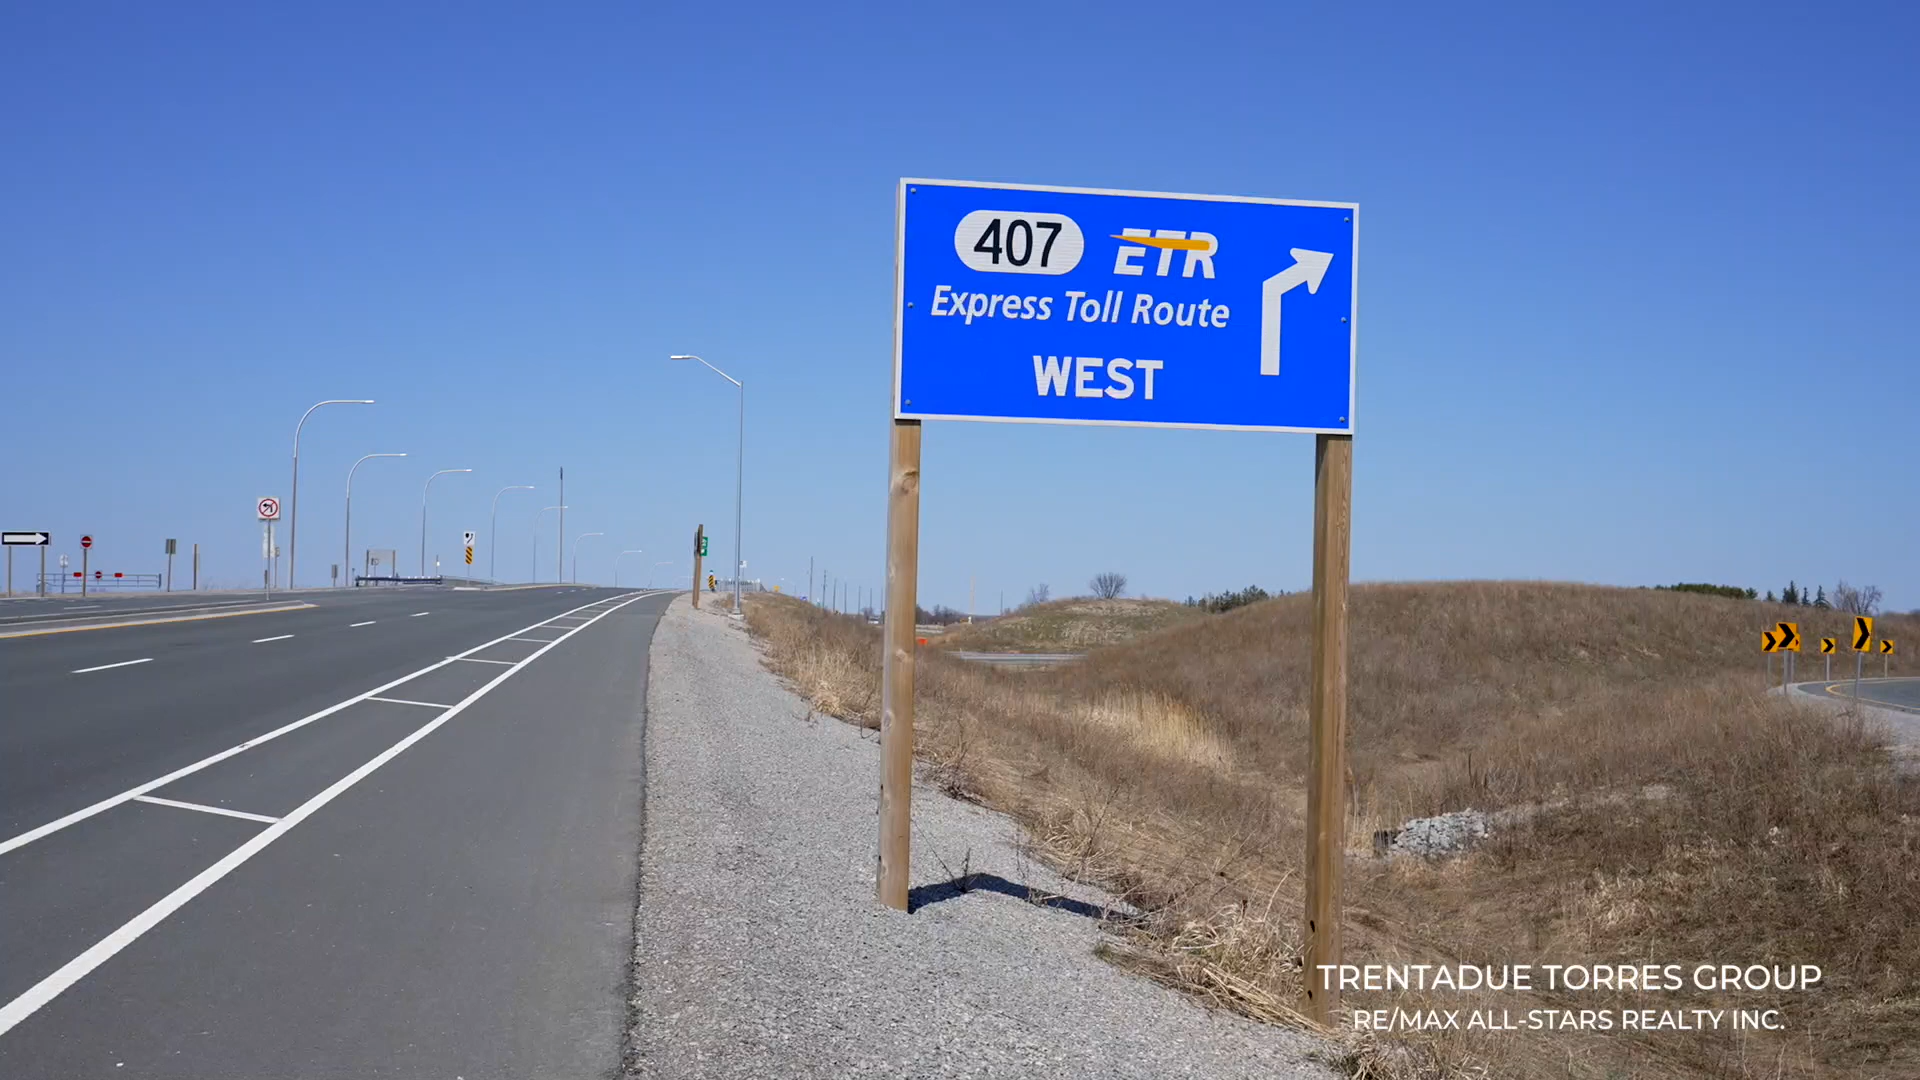 407 ETR
Express Toll Route
WEST
TRENTADUE TORRES GROUP
RE/MAX ALL-STARS REALTY INC.